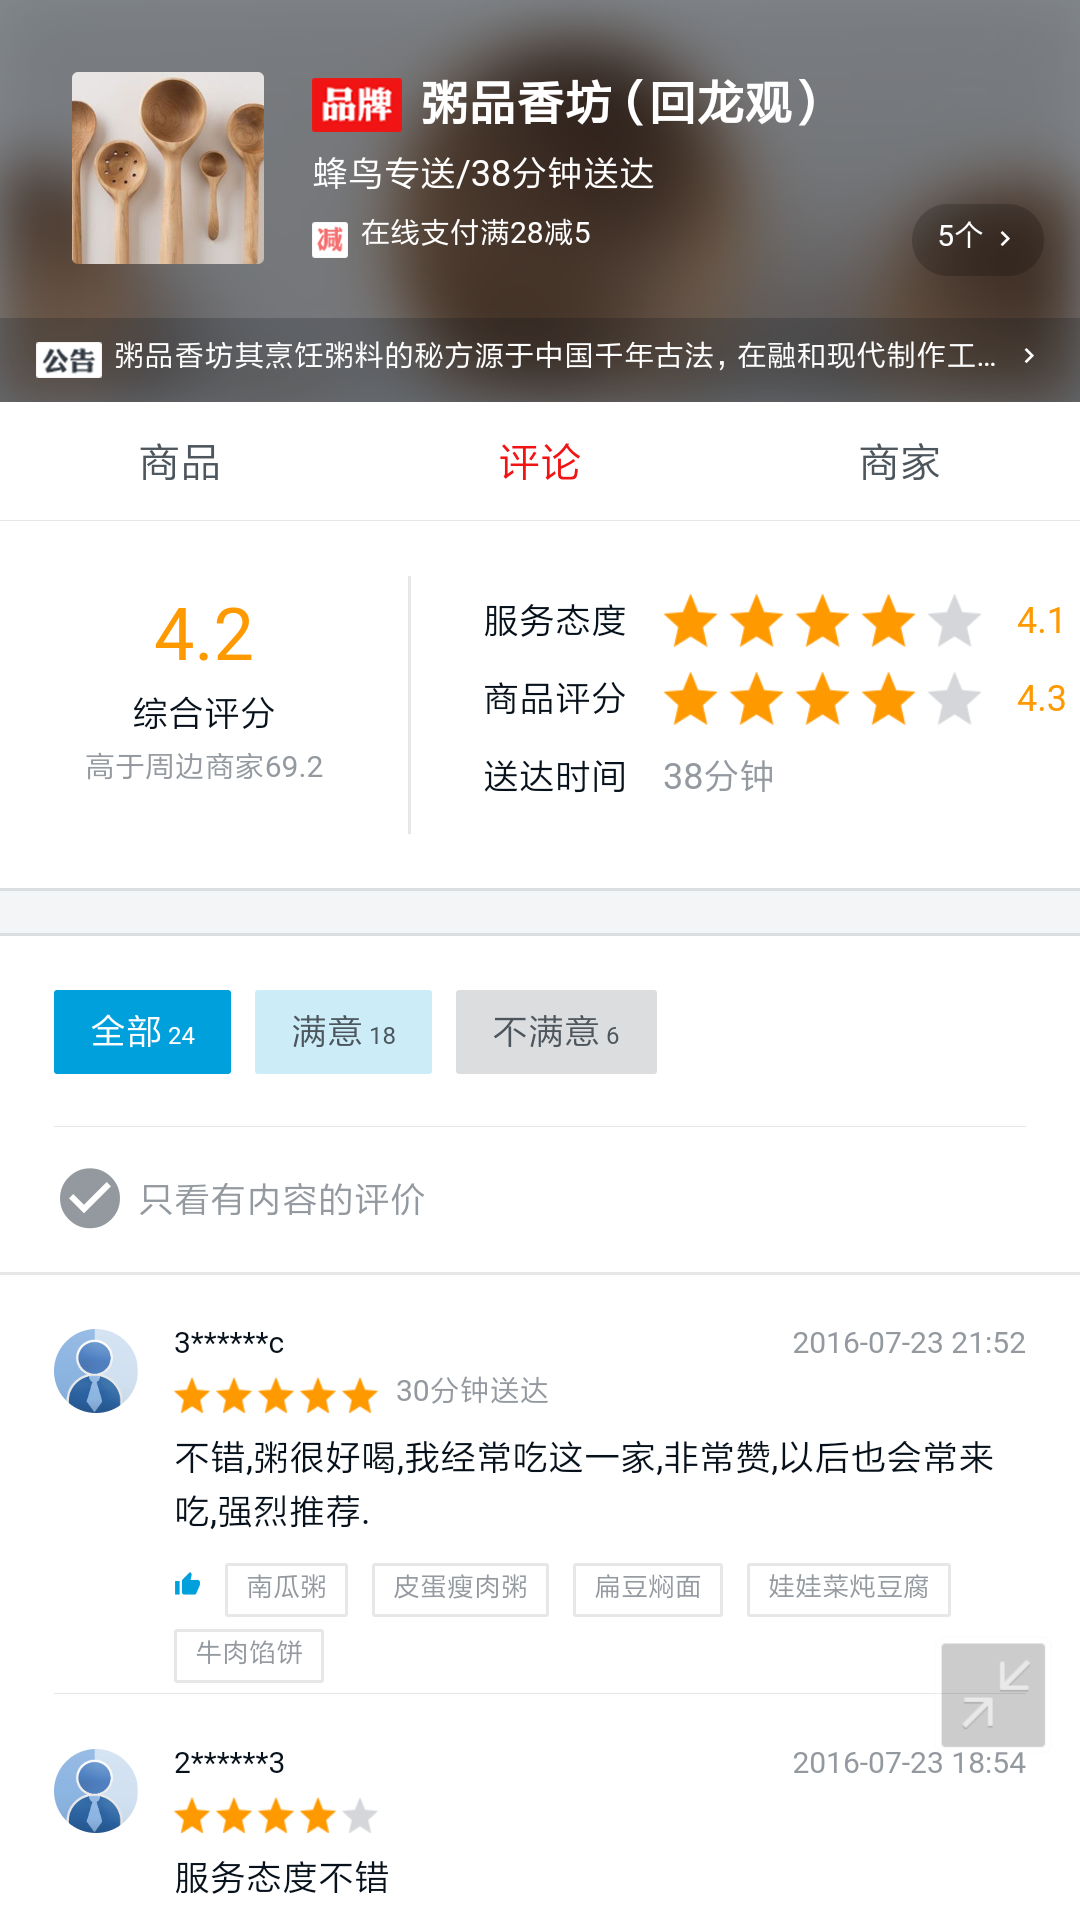 品牌 粥品香坊（回龙观）
蜂鸟专送/38分钟送达
减 在线支付满28减5
5个
公告 粥品香坊其烹饪粥料的秘方源于中国千年古法，在融和现代制作工...
商品 评论 商家
4.2
综合评分
高于周边商家69.2
服务态度 4.1
商品评分 4.3
送达时间 38分钟
全部 24 满意 18 不满意 6
只看有内容的评价
3******c 2016-07-23 21:52
30分钟送达
不错,粥很好喝,我经常吃这一家,非常赞,以后也会常来
吃,强烈推荐.
南瓜粥 皮蛋瘦肉粥 扁豆焖面 娃娃菜炖豆腐
牛肉馅饼
2******3 2016-07-23 18:54
服务态度不错